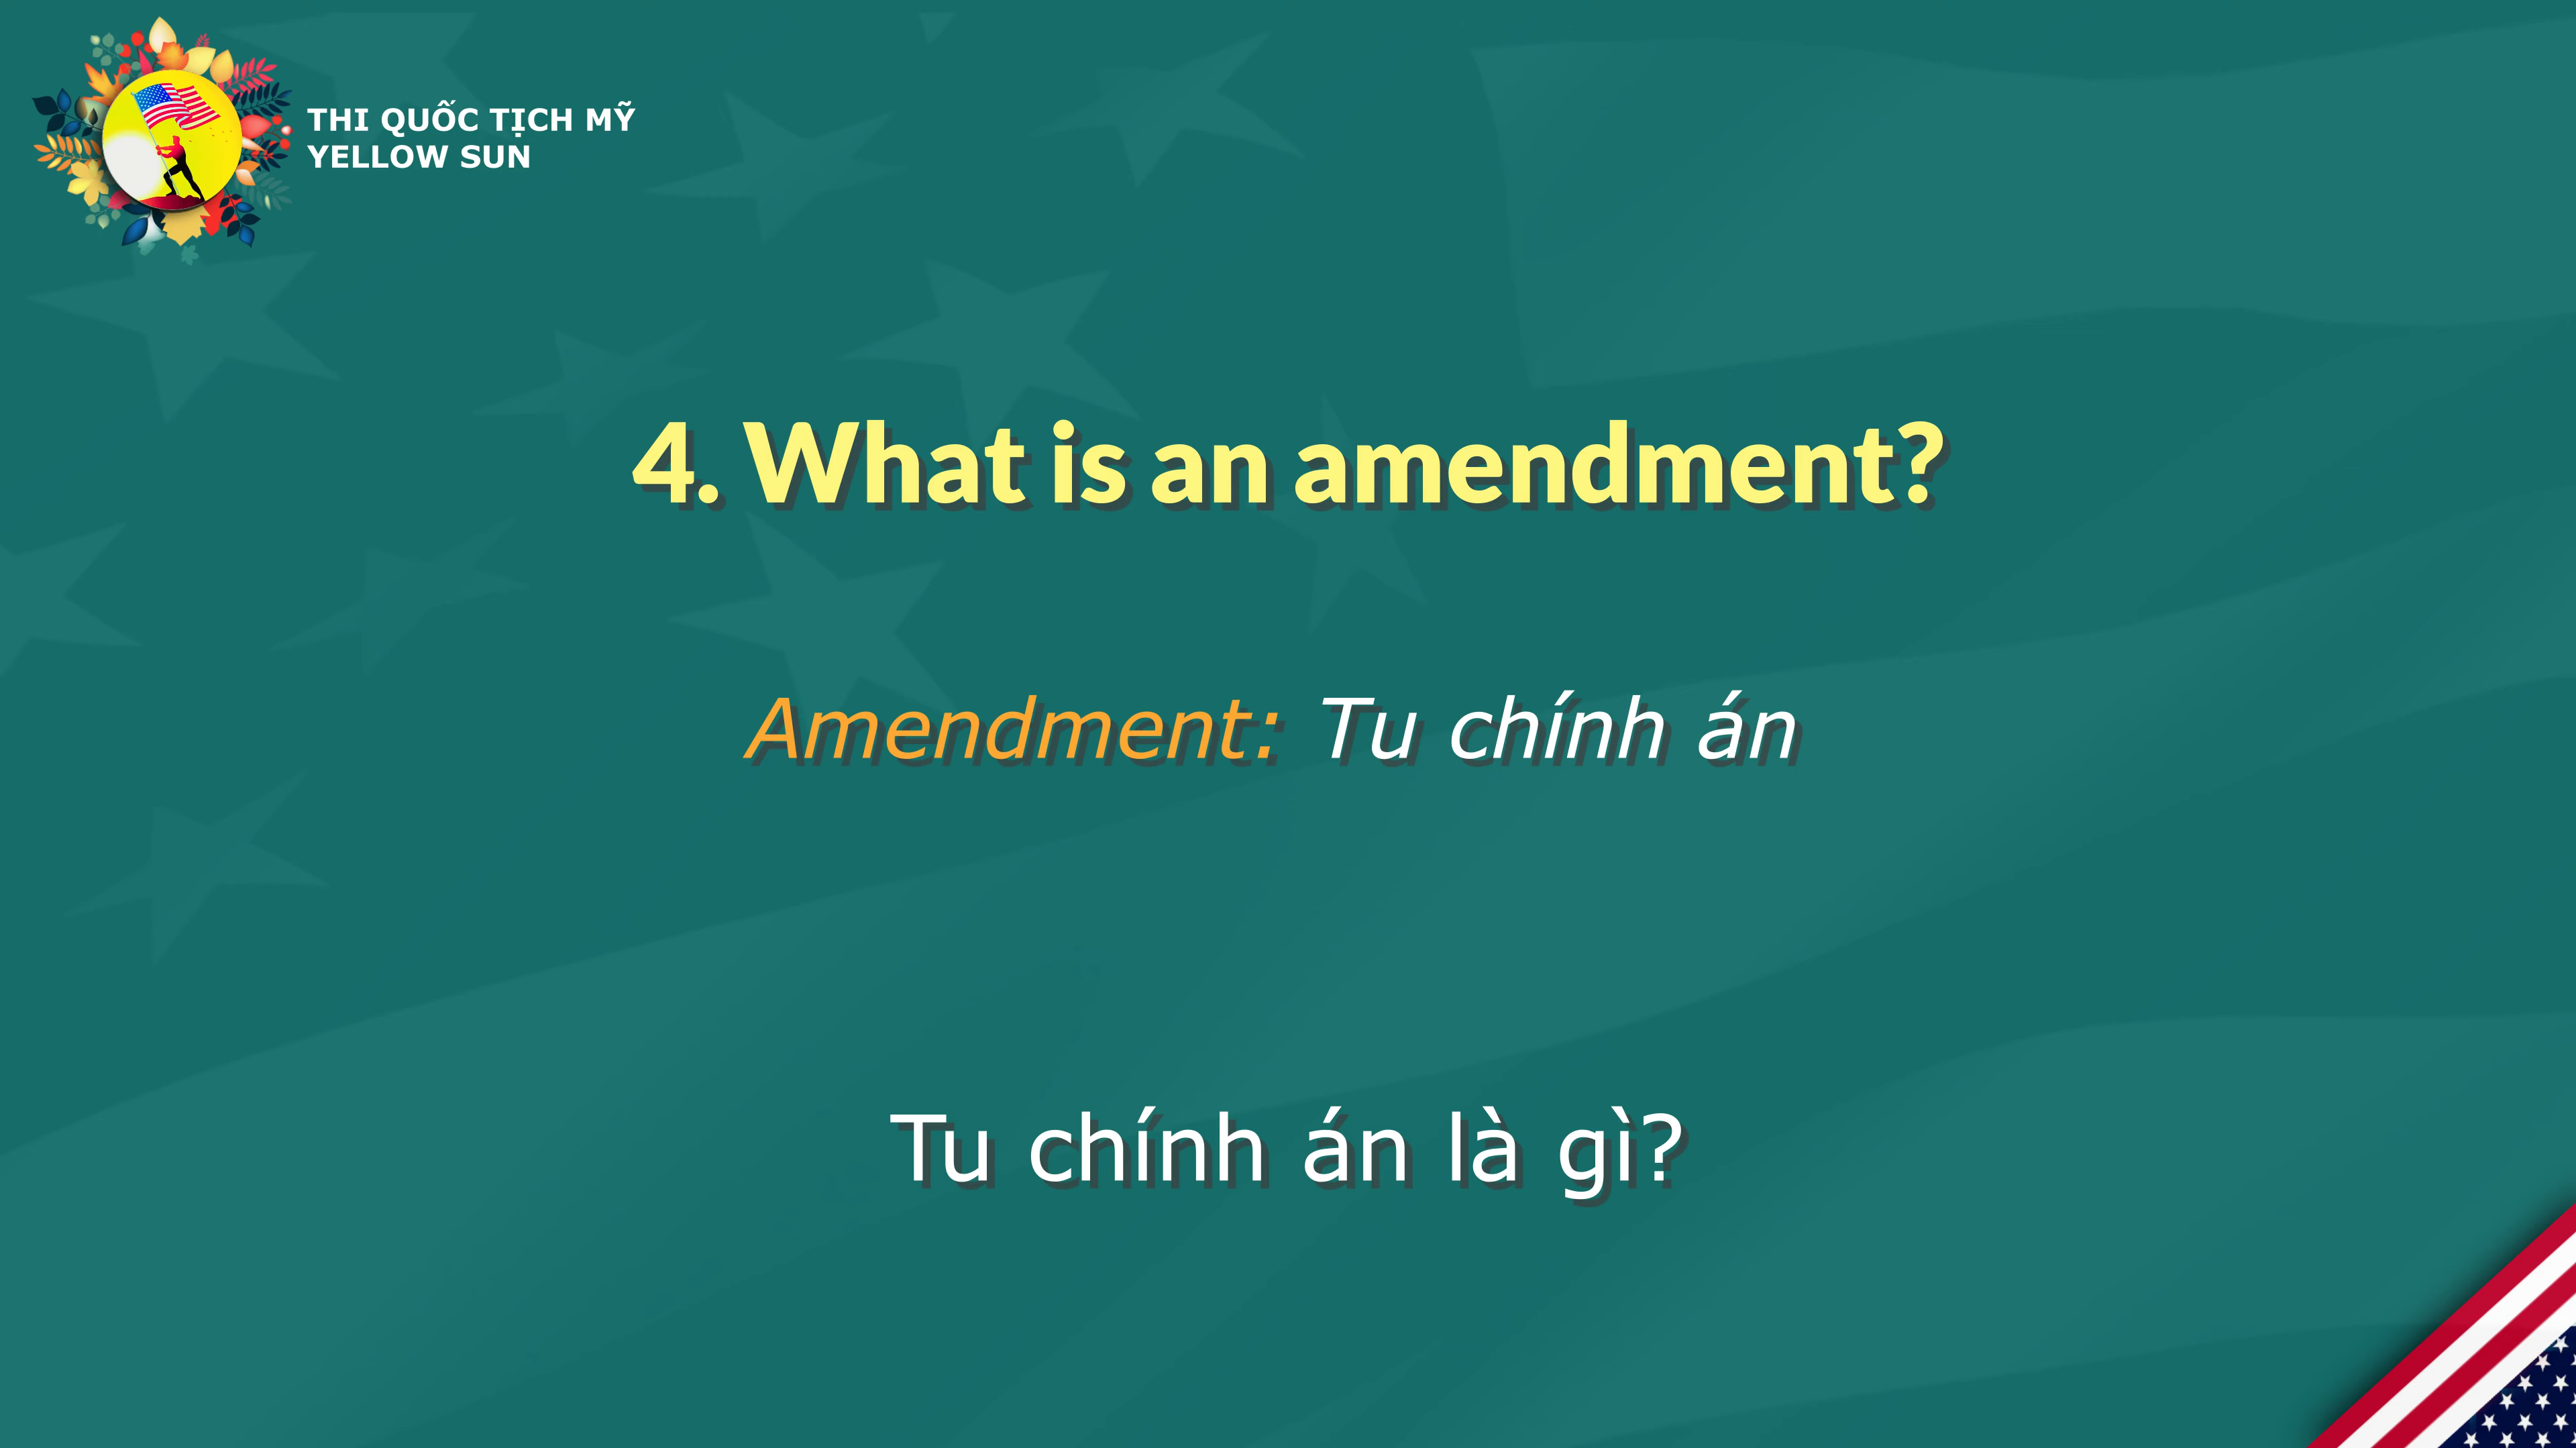 THI QUỐC TỊCH MỸ
YELLOW SUN
4. What is an amendment?
Amendment: Tu chính án
Tu chính án là gì?